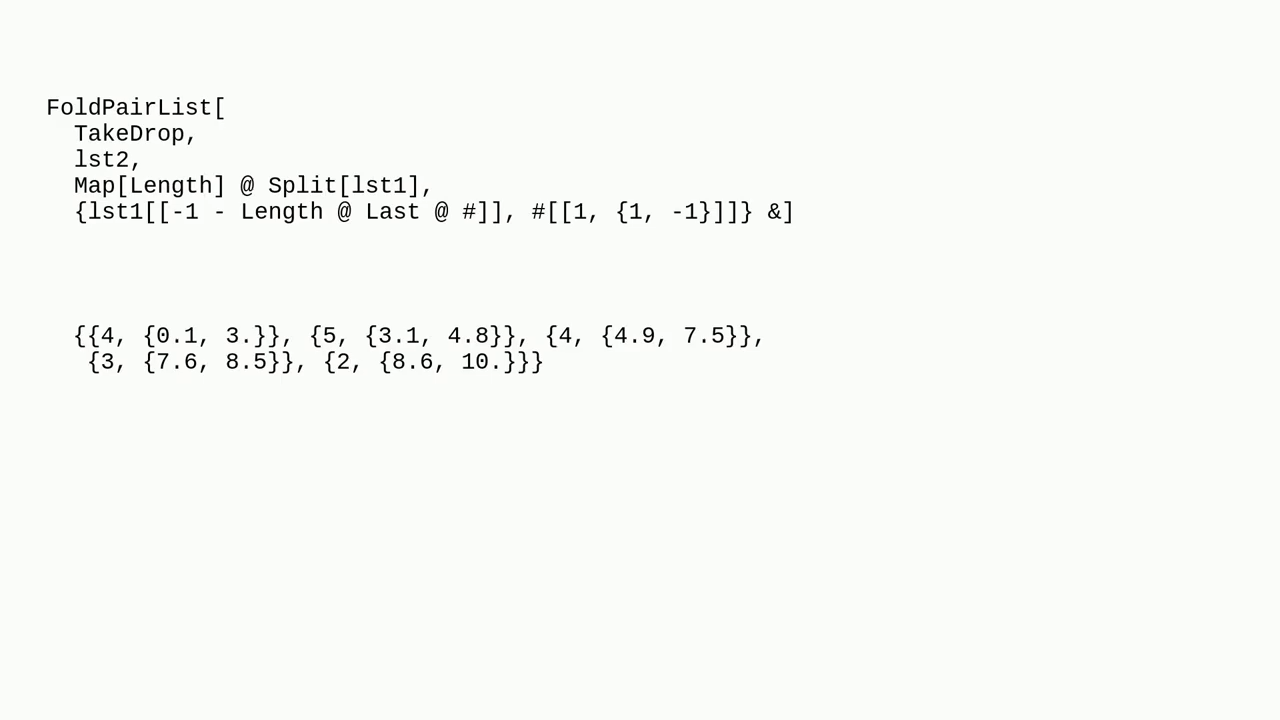 FoldPairList[
TakeDrop,
lst2,
Map[Length] @ Split[lst1],
{lst1[[-1 - Length @ Last @ #]], #[[1, {1, -1}]]} &]
{{4, {0.1, 3.}}, {5, {3.1, 4.8}}, {4, {4.9, 7.5}},
{3, {7.6, 8.5}}, {2, {8.6, 10.}}}